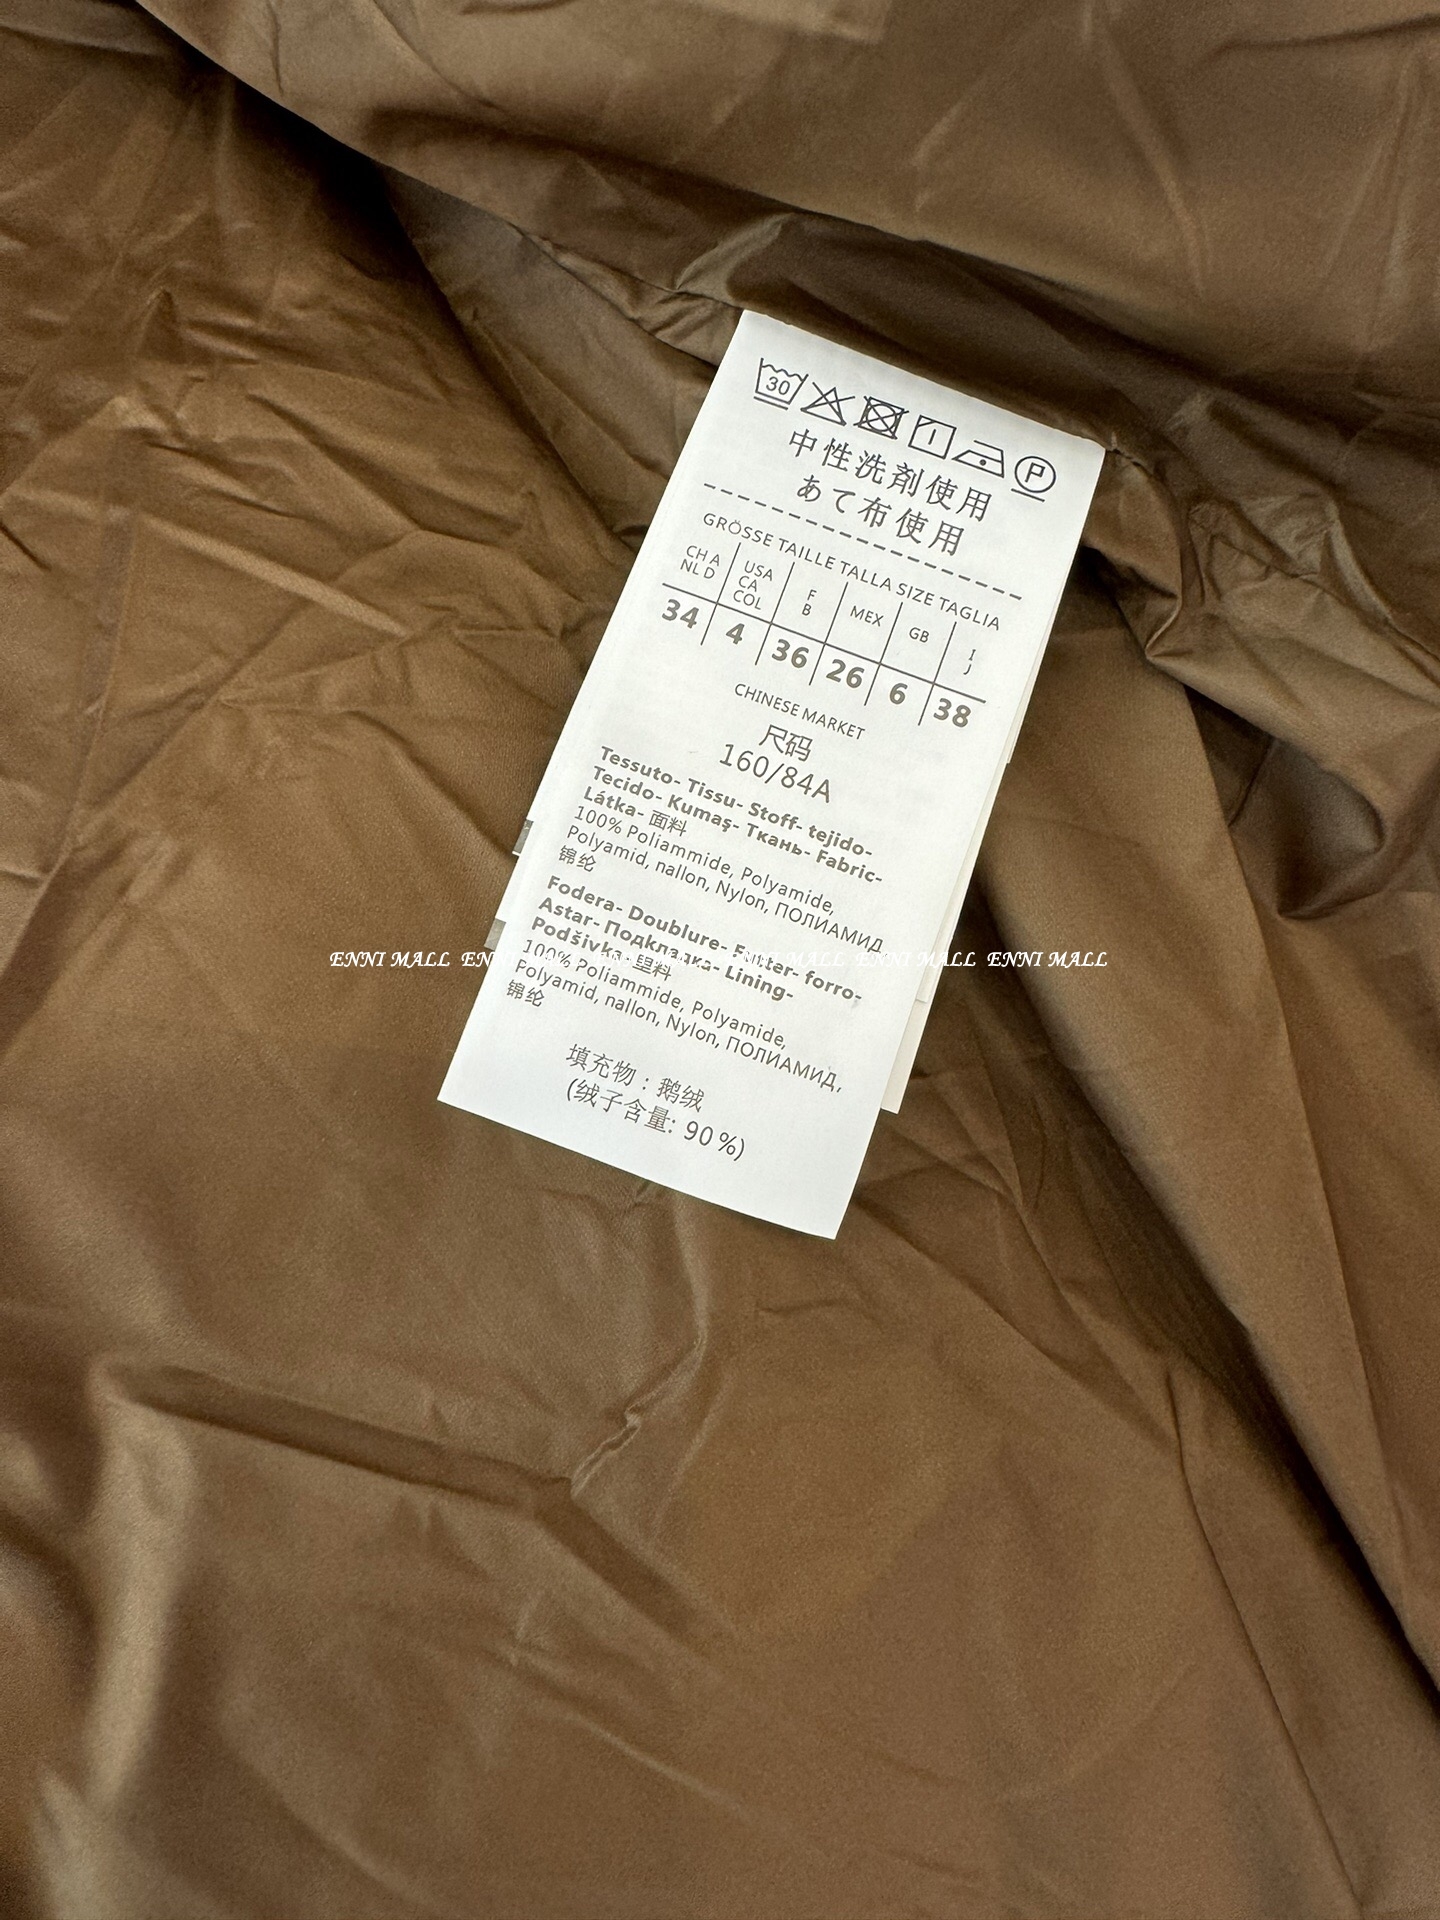 30
P
中性洗剤使用
あて布使用
GRÖSSE TAILLE TALLA SIZE TAGLIA
CH A NL D
USA CA COL
F B
MEX
GB
I J
34 4 36 26 6 38
CHINESE MARKET
尺码
160/84A
Tessuto- Tissu- Stoff- tejido-
Tecido- Kumaş- Ткань- Fabric-
Látka- 面料
100% Poliammide, Polyamide,
Polyamid, nallon, Nylon, ПОЛИАМИД,
锦纶
Fodera- Doublure- Futter- forro-
Astar- Подкладка- Lining-
Podšivka- 里料
100% Poliammide, Polyamide,
Polyamid, nallon, Nylon, ПОЛИАМИД,
锦纶
填充物：鹅绒
(绒子含量: 90%)
ENNI MALL ENNI MALL ENNI MALL ENNI MALL ENNI MALL ENNI MALL